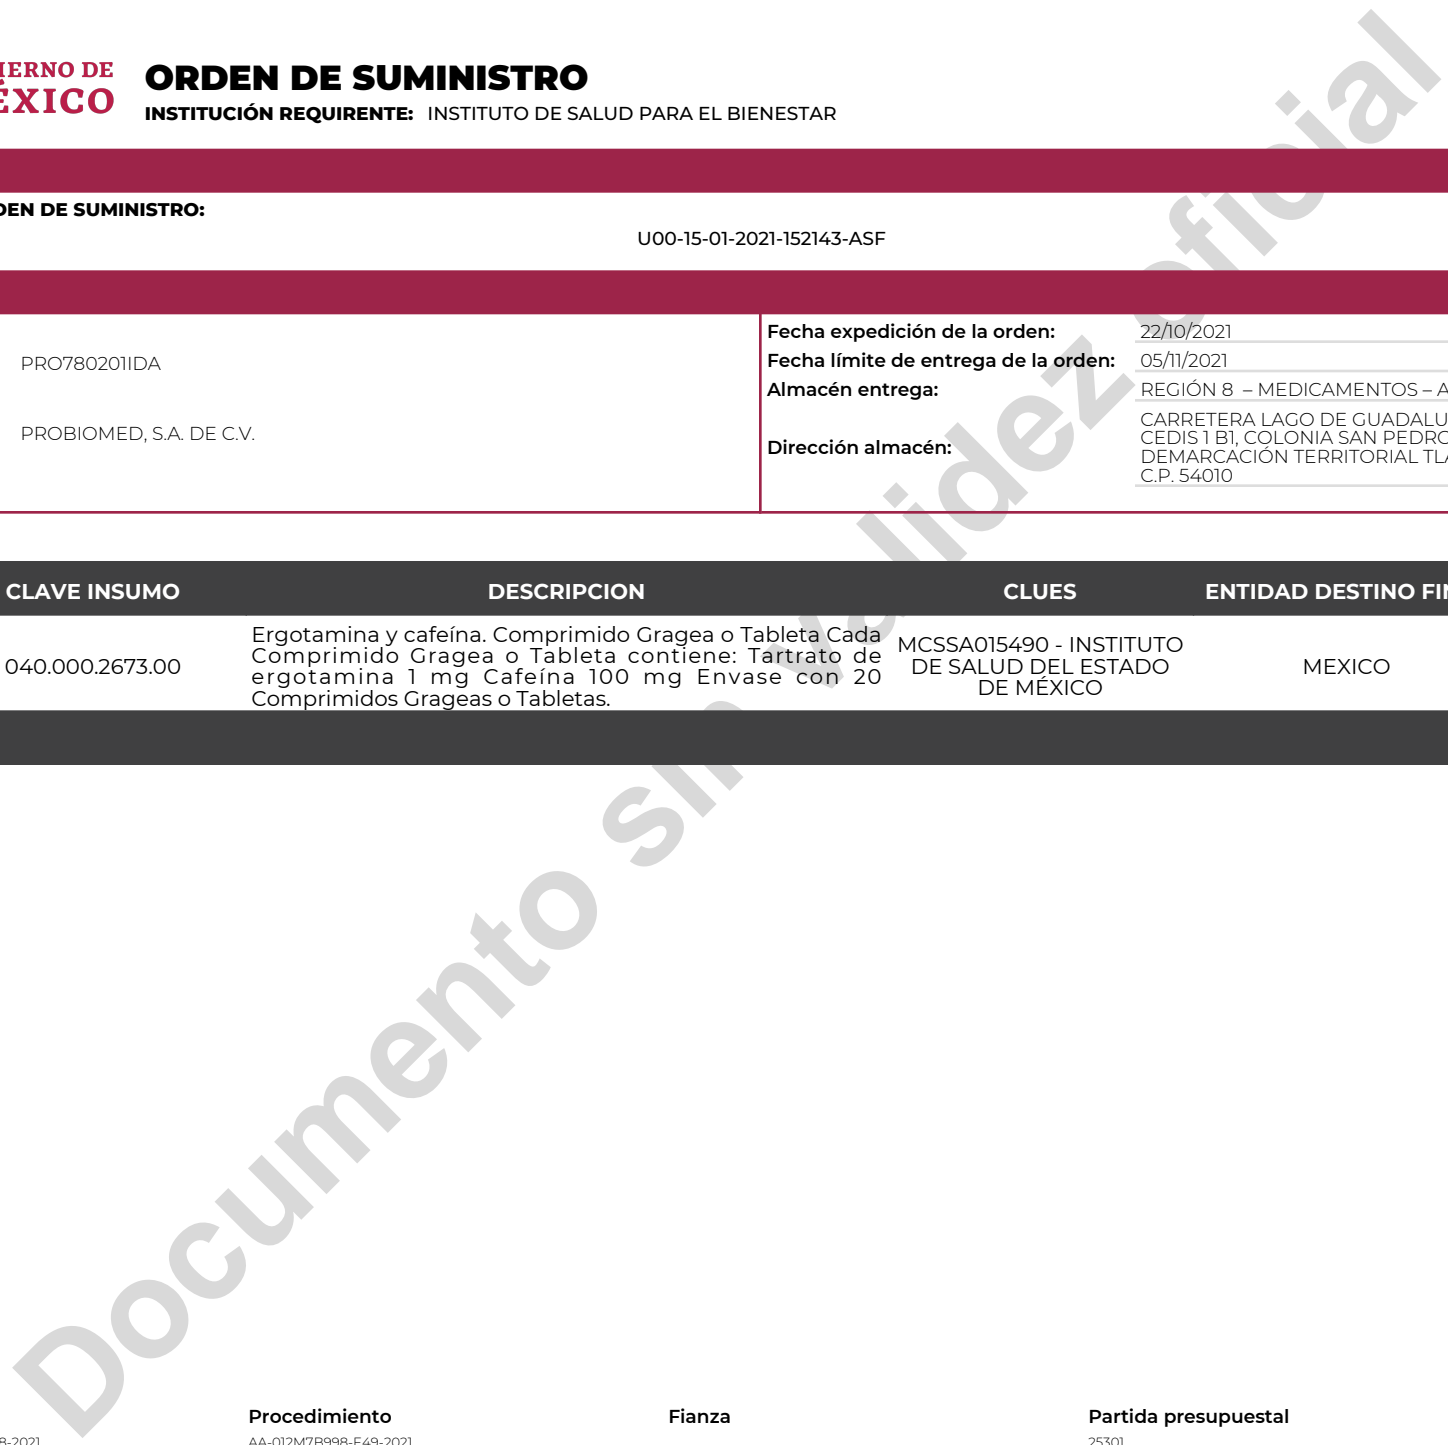 IERNO DE
ÉXICO
ORDEN DE SUMINISTRO
INSTITUCIÓN REQUIRENTE: INSTITUTO DE SALUD PARA EL BIENESTAR
DEN DE SUMINISTRO:
U00-15-01-2021-152143-ASF
PRO780201IDA
PROBIOMED, S.A. DE C.V.
Fecha expedición de la orden: 22/10/2021
Fecha límite de entrega de la orden: 05/11/2021
Almacén entrega: REGIÓN 8 – MEDICAMENTOS – A
Dirección almacén:
CARRETERA LAGO DE GUADALU
CEDIS 1 B1, COLONIA SAN PEDRO
DEMARCACIÓN TERRITORIAL TLA
C.P. 54010
CLAVE INSUMO DESCRIPCION CLUES ENTIDAD DESTINO FIN
040.000.2673.00
Ergotamina y cafeína. Comprimido Gragea o Tableta Cada
Comprimido Gragea o Tableta contiene: Tartrato de
ergotamina 1 mg Cafeína 100 mg Envase con 20
Comprimidos Grageas o Tabletas.
MCSSA015490 - INSTITUTO
DE SALUD DEL ESTADO
DE MÉXICO
MEXICO
Documento sin validez oficial
Procedimiento Fianza Partida presupuestal
8-2021 AA-012M7B998-E49-2021 25301